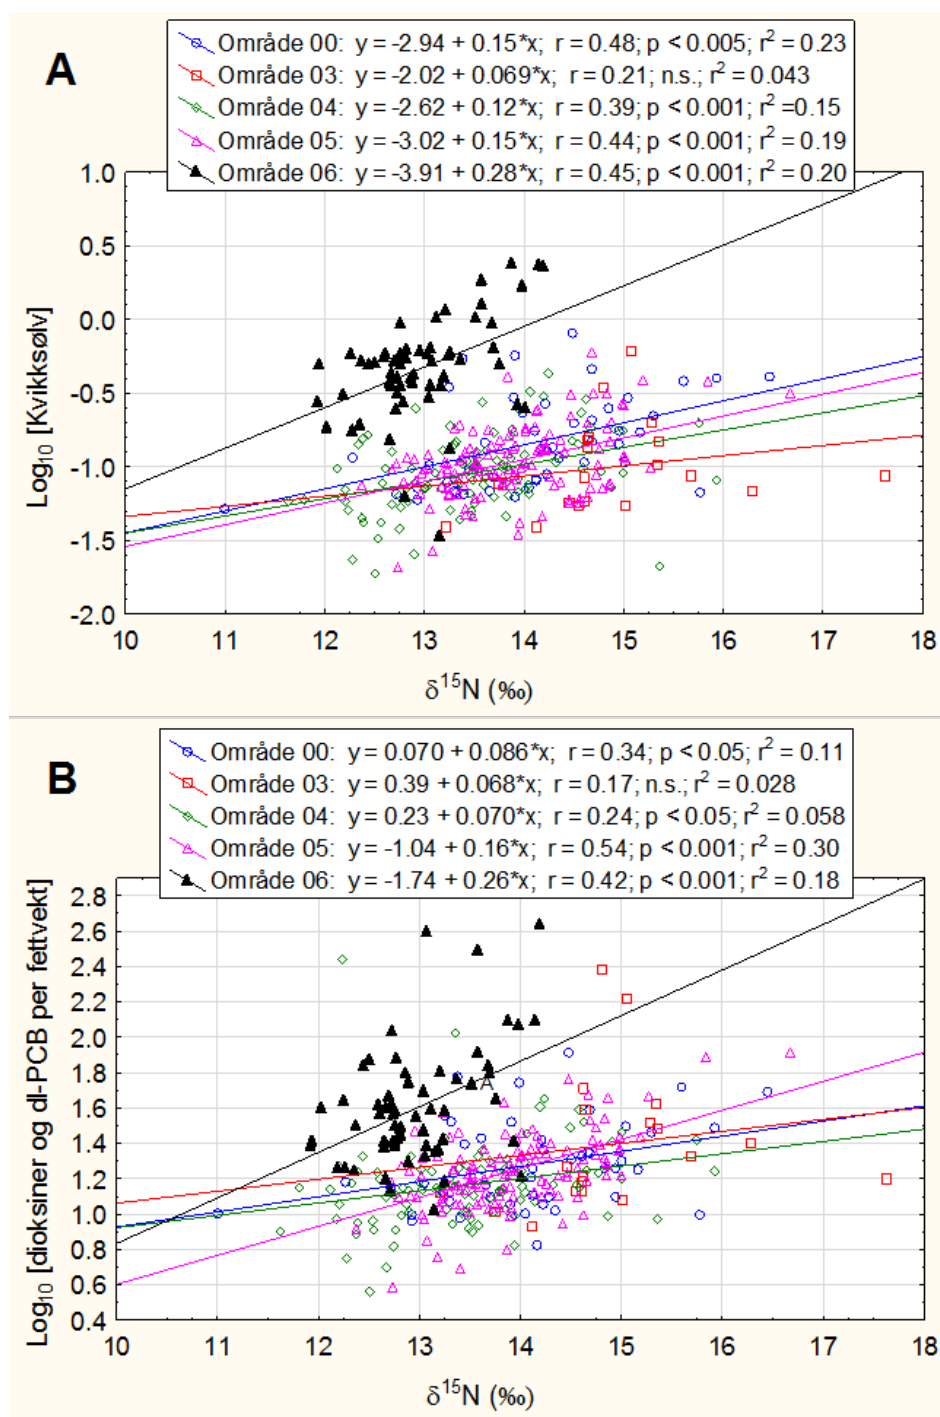 A
Område 00: y = -2.94 + 0.15*x; r = 0.48; p < 0.005; r² = 0.23
Område 03: y = -2.02 + 0.069*x; r = 0.21; n.s.; r² = 0.043
Område 04: y = -2.62 + 0.12*x; r = 0.39; p < 0.001; r² =0.15
Område 05: y = -3.02 + 0.15*x; r = 0.44; p < 0.001; r² = 0.19
Område 06: y = -3.91 + 0.28*x; r = 0.45; p < 0.001; r² = 0.20
Log₁₀ [Kvikksølv]
1.0
0.5
0.0
-0.5
-1.0
-1.5
-2.0
10 11 12 13 14 15 16 17 18
δ¹⁵N (‰)
B
Område 00: y = 0.070 + 0.086*x; r = 0.34; p < 0.05; r² = 0.11
Område 03: y = 0.39 + 0.068*x; r = 0.17; n.s.; r² = 0.028
Område 04: y = 0.23 + 0.070*x; r = 0.24; p < 0.05; r² = 0.058
Område 05: y = -1.04 + 0.16*x; r = 0.54; p < 0.001; r² = 0.30
Område 06: y = -1.74 + 0.26*x; r = 0.42; p < 0.001; r² = 0.18
Log₁₀ [dioksiner og dl-PCB per fettvekt]
2.8
2.6
2.4
2.2
2.0
1.8
1.6
1.4
1.2
1.0
0.8
0.6
0.4
A
10 11 12 13 14 15 16 17 18
δ¹⁵N (‰)